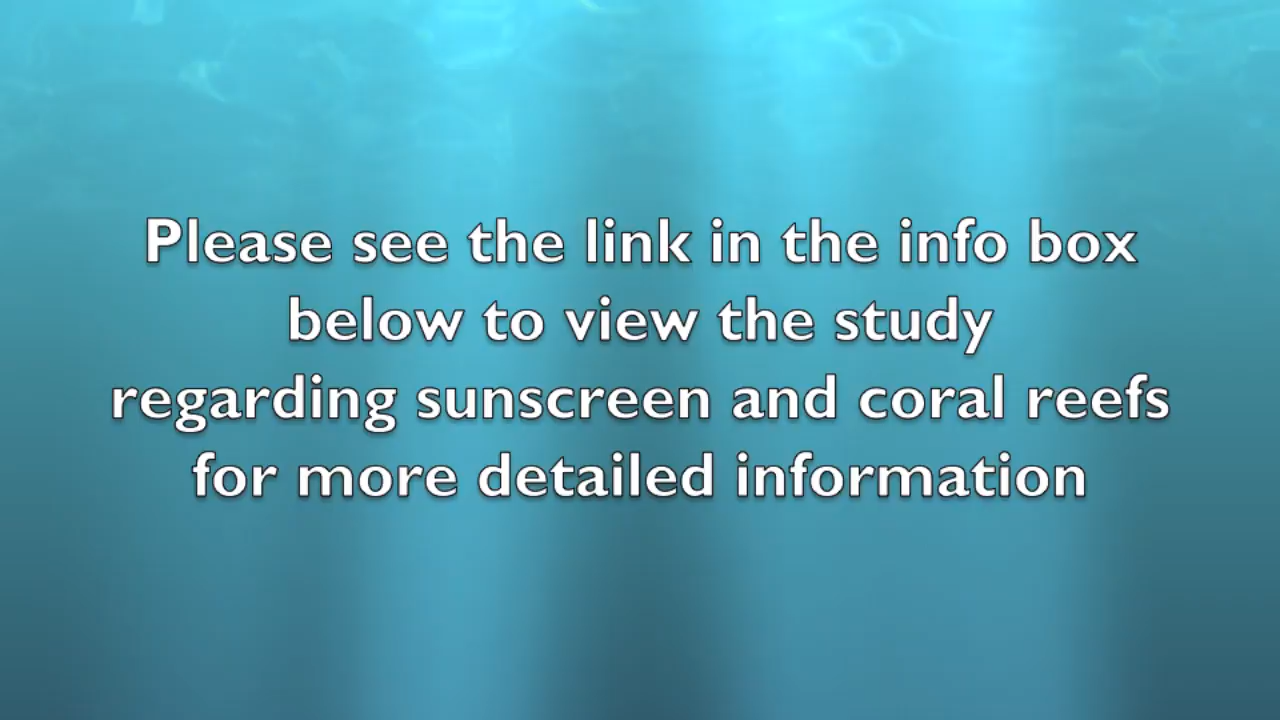 Please see the link in the info box
below to view the study
regarding sunscreen and coral reefs
for more detailed information